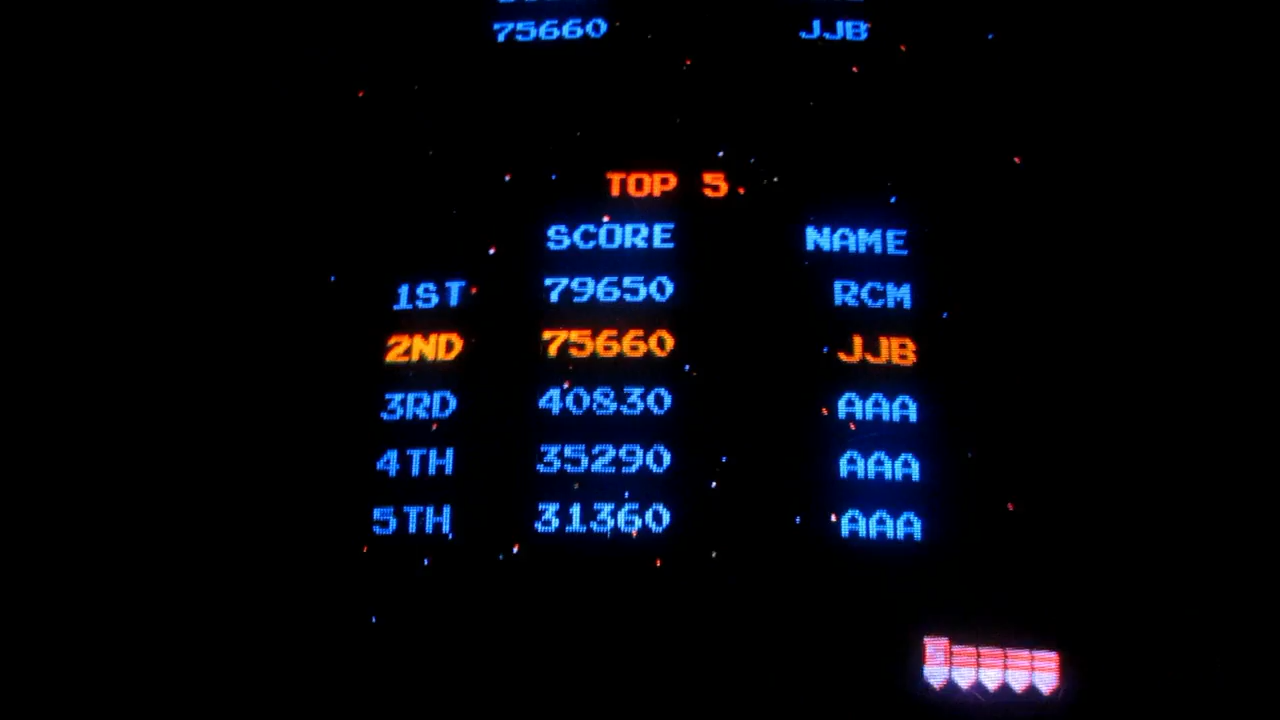 75660 JJB
TOP 5
SCORE NAME
1ST 79650 RCM
2ND 75660 JJB
3RD 40830 AAA
4TH 35290 AAA
5TH 31360 AAA